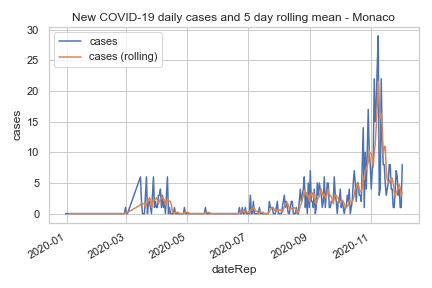 New COVID-19 daily cases and 5 day rolling mean - Monaco
cases
cases (rolling)
30
25
20
15
10
5
0
cases
2020-01
2020-03
2020-05
2020-07
2020-09
2020-11
dateRep